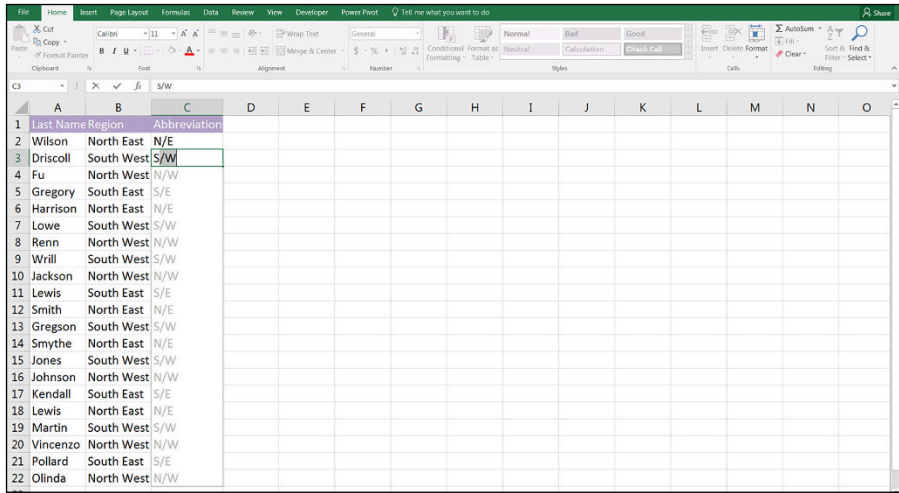 File Home Insert Page Layout Formulas Data Review View Developer Power Pivot Tell me what you want to do Share
Cut Calibri 11 A A Wrap Text General Normal Bad Good AutoSum
Copy Fill
Paste Format Painter B I U A Merge & Center $ % Conditional Format as Neutral Calculation Check Cell Insert Delete Format Clear Sort & Find &
Formatting Table Filter Select
Clipboard Font Alignment Number Styles Cells Editing
C3 fx S/W
A B C D E F G H I J K L M N O
1 Last Name Region Abbreviation
2 Wilson North East N/E
3 Driscoll South West S/W
4 Fu North West N/W
5 Gregory South East S/E
6 Harrison North East N/E
7 Lowe South West S/W
8 Renn North West N/W
9 Wrill South West S/W
10 Jackson North West N/W
11 Lewis South East S/E
12 Smith North East N/E
13 Gregson South West S/W
14 Smythe North East N/E
15 Jones South West S/W
16 Johnson North West N/W
17 Kendall South East S/E
18 Lewis North East N/E
19 Martin South West S/W
20 Vincenzo North West N/W
21 Pollard South East S/E
22 Olinda North West N/W